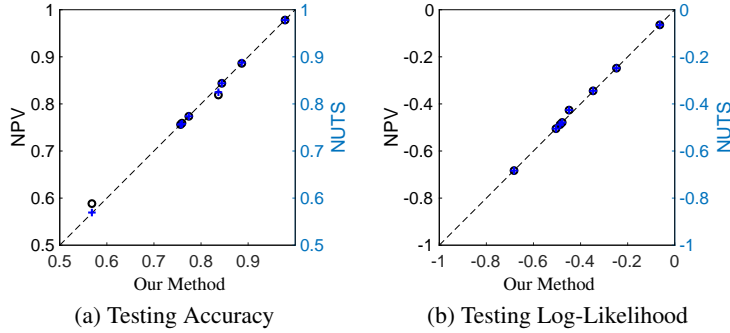 1
0.9
0.8
0.7
0.6
0.5
NPV
0.5 0.6 0.7 0.8 0.9
Our Method
1
0.9
0.8
0.7
0.6
0.5
NUTS
(a) Testing Accuracy
0
-0.2
-0.4
-0.6
-0.8
-1
NPV
-1 -0.8 -0.6 -0.4 -0.2 0
Our Method
0
-0.2
-0.4
-0.6
-0.8
-1
NUTS
(b) Testing Log-Likelihood